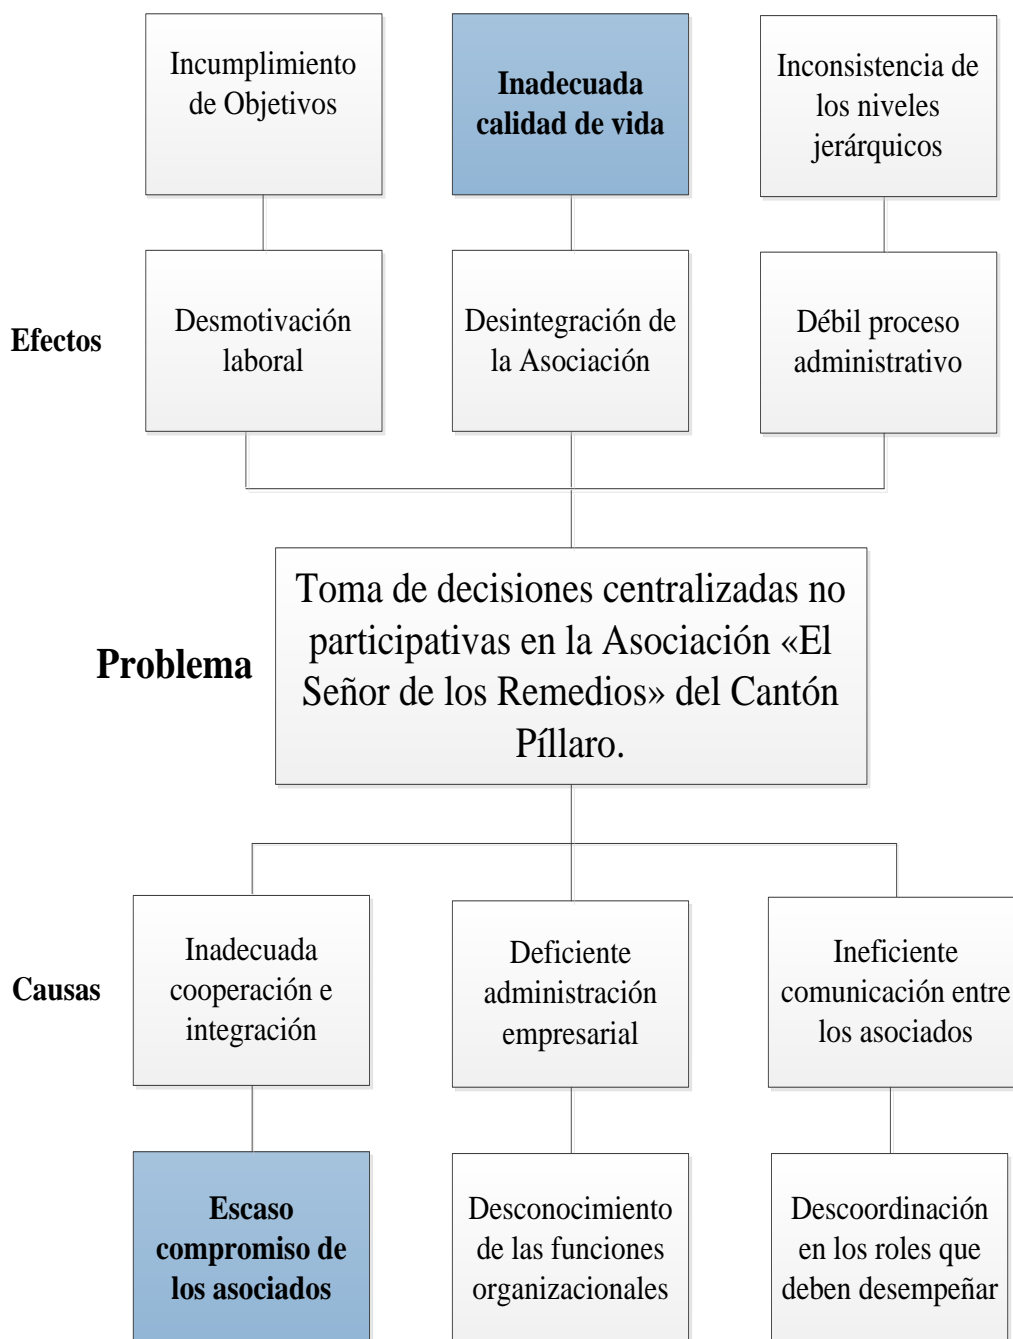 Incumplimiento
de Objetivos
Inadecuada
calidad de vida
Inconsistencia de
los niveles
jerárquicos
Efectos
Desmotivación
laboral
Desintegración de
la Asociación
Débil proceso
administrativo
Problema
Toma de decisiones centralizadas no
participativas en la Asociación «El
Señor de los Remedios» del Cantón
Píllaro.
Causas
Inadecuada
cooperación e
integración
Deficiente
administración
empresarial
Ineficiente
comunicación entre
los asociados
Escaso
compromiso de
los asociados
Desconocimiento
de las funciones
organizacionales
Descoordinación
en los roles que
deben desempeñar